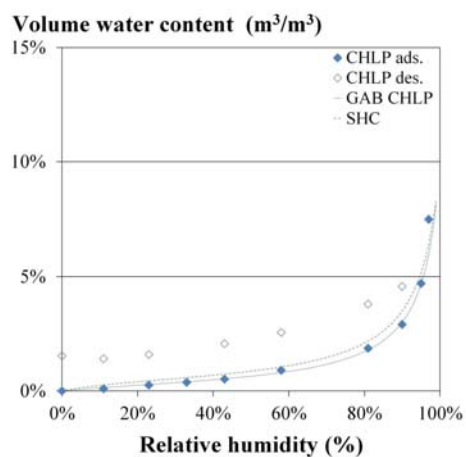 Volume water content (m³/m³)
15%
CHLP ads.
CHLP des.
GAB CHLP
SHC
10%
5%
0%
0% 20% 40% 60% 80% 100%
Relative humidity (%)